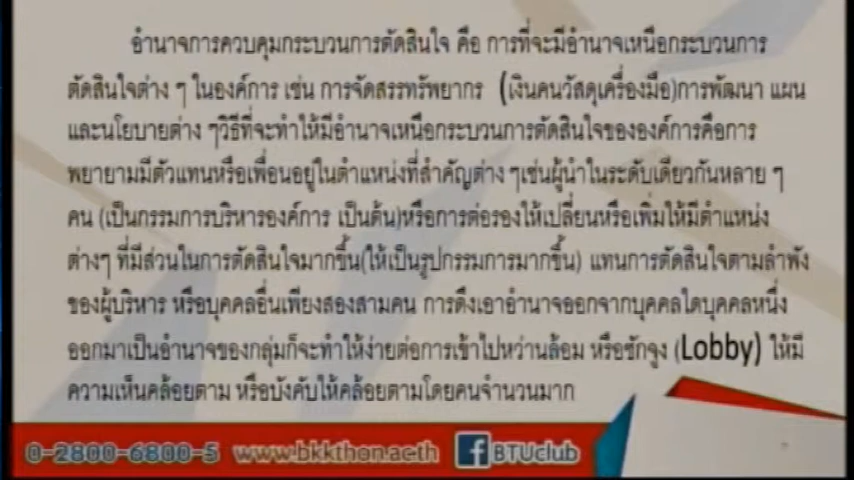 อำนาจการควบคุมกระบวนการตัดสินใจ คือ การที่จะมีอำนาจเหนือกระบวนการ
ตัดสินใจต่าง ๆ ในองค์การ เช่น การจัดสรรทรัพยากร (เงินคนวัสดุเครื่องมือ)การพัฒนา แผน
และนโยบายต่าง ๆวิธีที่จะทำให้มีอำนาจเหนือกระบวนการตัดสินใจขององค์การคือการ
พยายามมีตัวแทนหรือเพื่อนอยู่ในตำแหน่งที่สำคัญต่าง ๆเช่นผู้นำในระดับเดียวกันหลาย ๆ
คน (เป็นกรรมการบริหารองค์การ เป็นต้น)หรือการต่อรองให้เปลี่ยนหรือเพิ่มให้มีตำแหน่ง
ต่างๆ ที่มีส่วนในการตัดสินใจมากขึ้น(ให้เป็นรูปกรรมการมากขึ้น) แทนการตัดสินใจตามลำพัง
ของผู้บริหาร หรือบุคคลอื่นเพียงสองสามคน การดึงเอาอำนาจออกจากบุคคลใดบุคคลหนึ่ง
ออกมาเป็นอำนาจของกลุ่มก็จะทำให้ง่ายต่อการเข้าไปหว่านล้อม หรือชักจูง (Lobby) ให้มี
ความเห็นคล้อยตาม หรือบังคับให้คล้อยตามโดยคนจำนวนมาก
0-2800-6800-5 www.bkkthon.ac.th f BTUclub